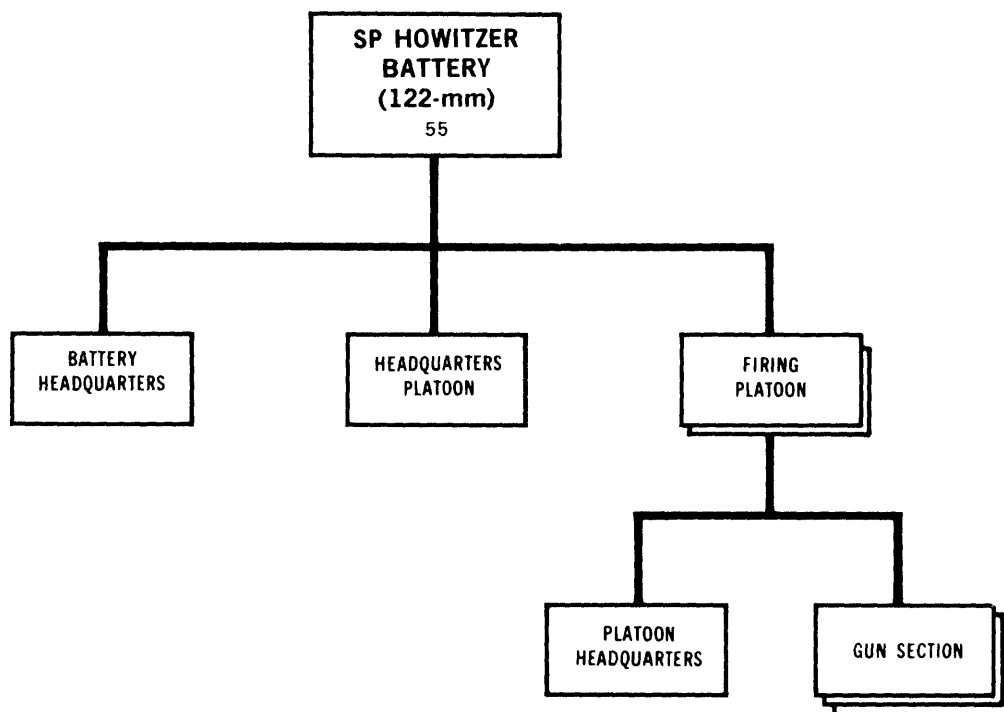 SP HOWITZER
BATTERY
(122-mm)
55
BATTERY
HEADQUARTERS
HEADQUARTERS
PLATOON
FIRING
PLATOON
PLATOON
HEADQUARTERS
GUN SECTION